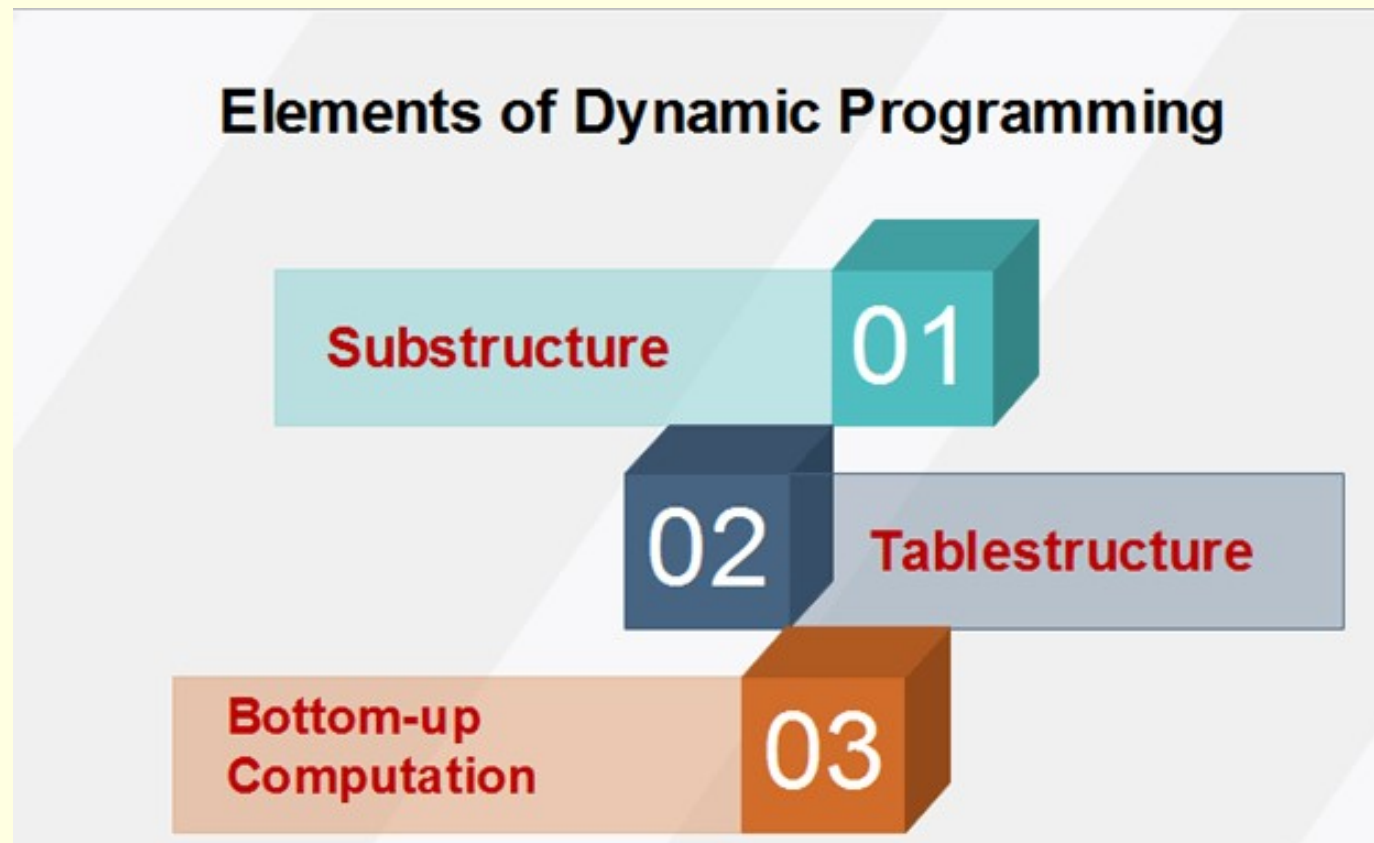 Elements of Dynamic Programming
Substructure
01
02
Tablestructure
Bottom-up
Computation
03